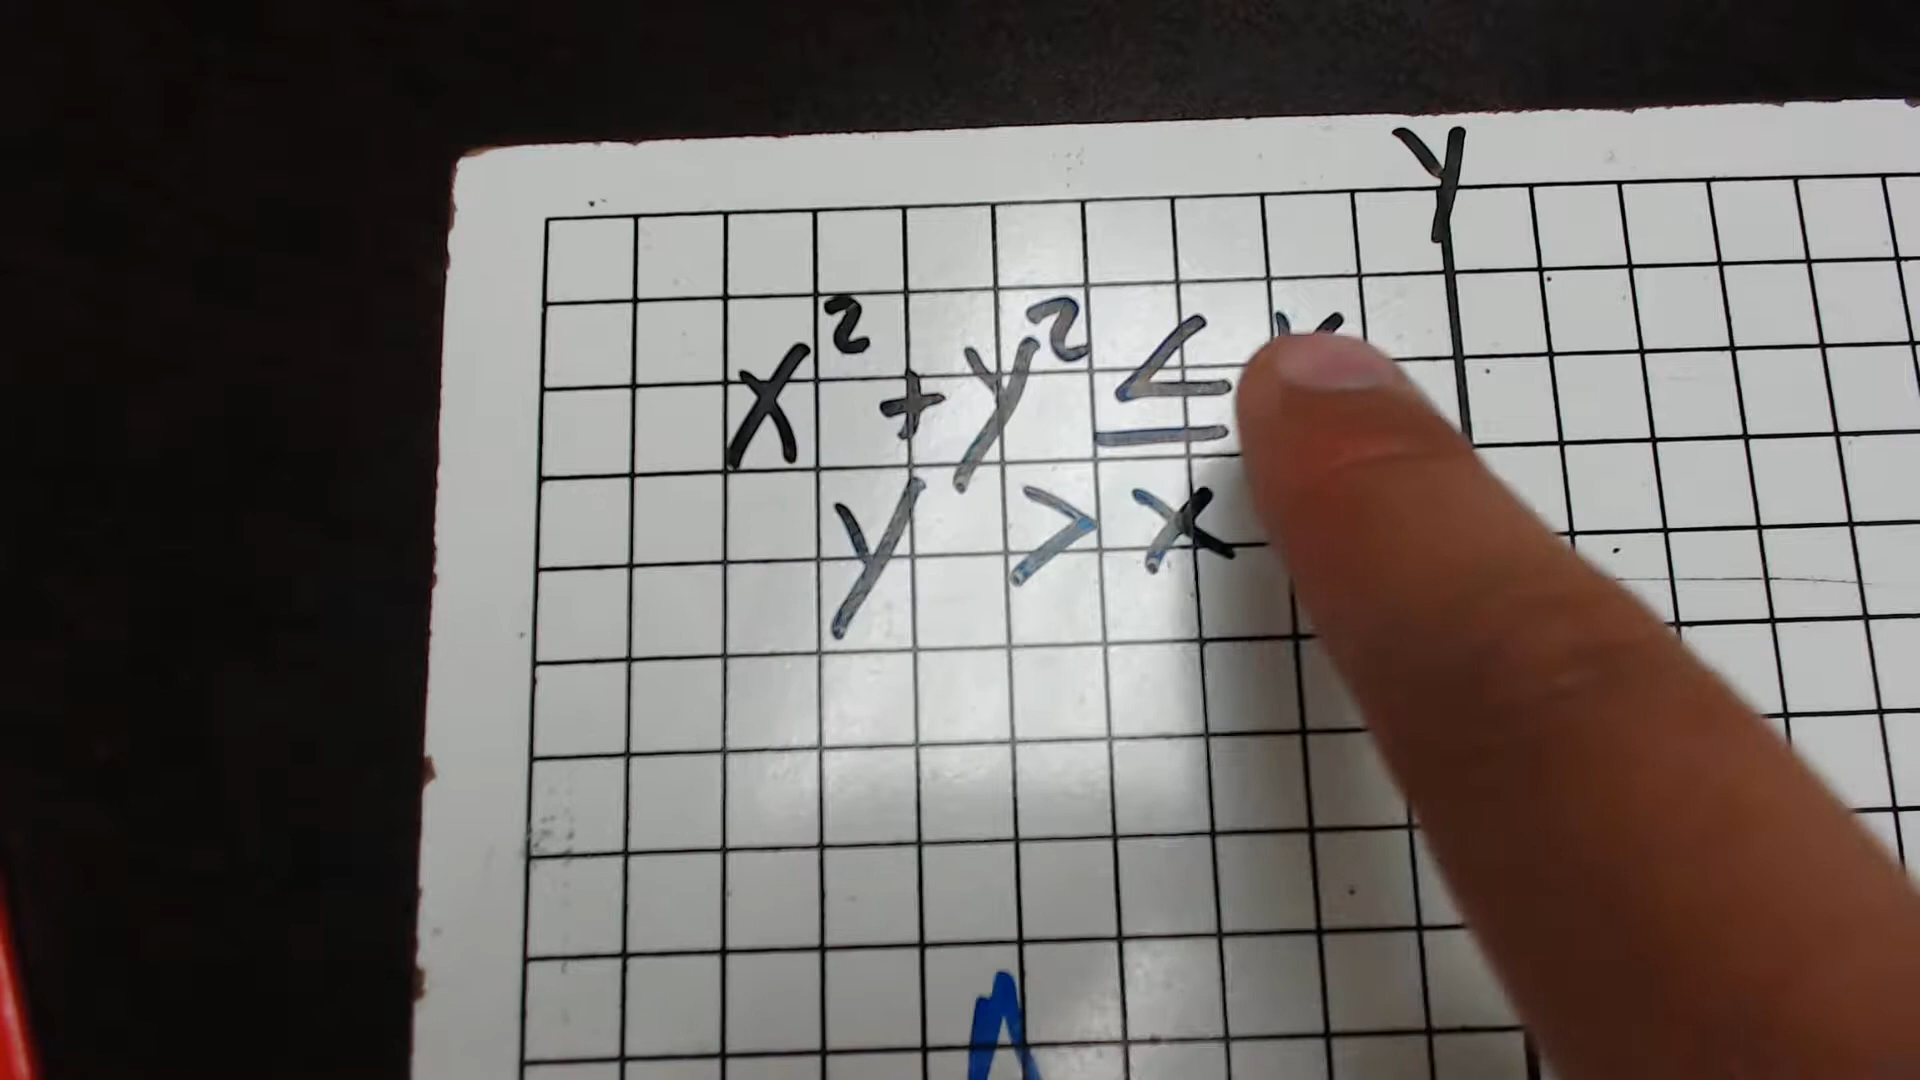 Y
x² + y² ≤
y > x